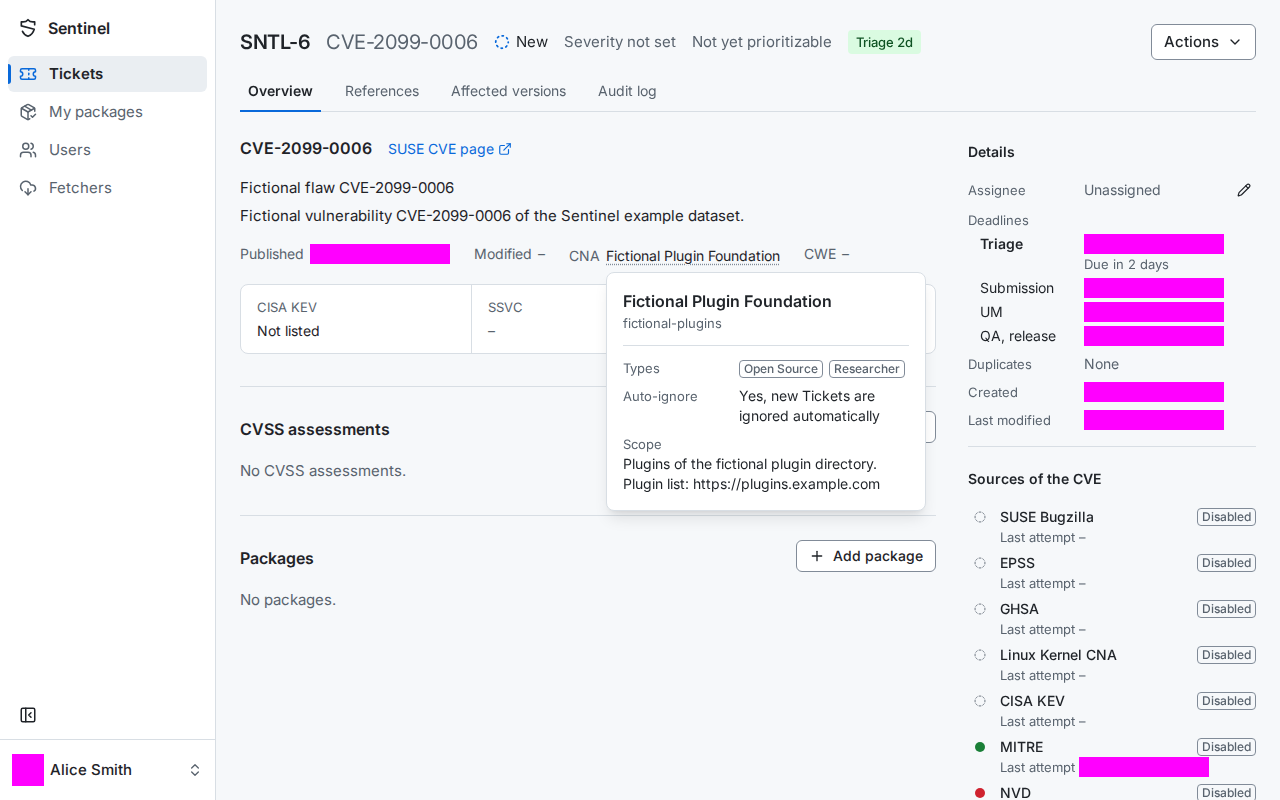 Sentinel
Tickets
My packages
Users
Fetchers
Alice Smith
SNTL-6 CVE-2099-0006 New Severity not set Not yet prioritizable Triage 2d Actions
Overview References Affected versions Audit log
CVE-2099-0006 SUSE CVE page
Fictional flaw CVE-2099-0006
Fictional vulnerability CVE-2099-0006 of the Sentinel example dataset.
Published Modified – CNA Fictional Plugin Foundation CWE –
CISA KEV SSVC
Not listed –
Fictional Plugin Foundation
fictional-plugins
Types Open Source Researcher
Auto-ignore Yes, new Tickets are
ignored automatically
Scope
Plugins of the fictional plugin directory.
Plugin list: https://plugins.example.com
CVSS assessments
No CVSS assessments.
Packages Add package
No packages.
Details
Assignee Unassigned
Deadlines
Triage
Due in 2 days
Submission
UM
QA, release
Duplicates None
Created
Last modified
Sources of the CVE
SUSE Bugzilla Disabled
Last attempt –
EPSS Disabled
Last attempt –
GHSA Disabled
Last attempt –
Linux Kernel CNA Disabled
Last attempt –
CISA KEV Disabled
Last attempt –
MITRE Disabled
Last attempt
NVD Disabled